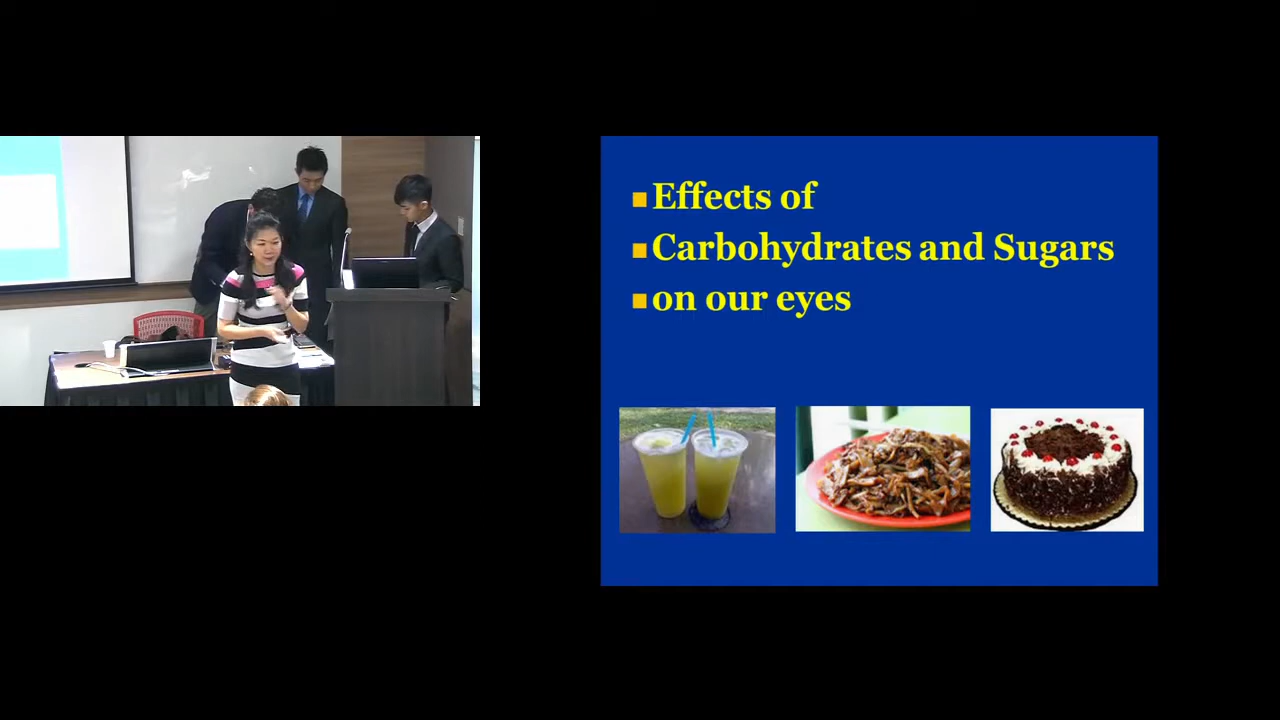 Effects of
Carbohydrates and Sugars
on our eyes